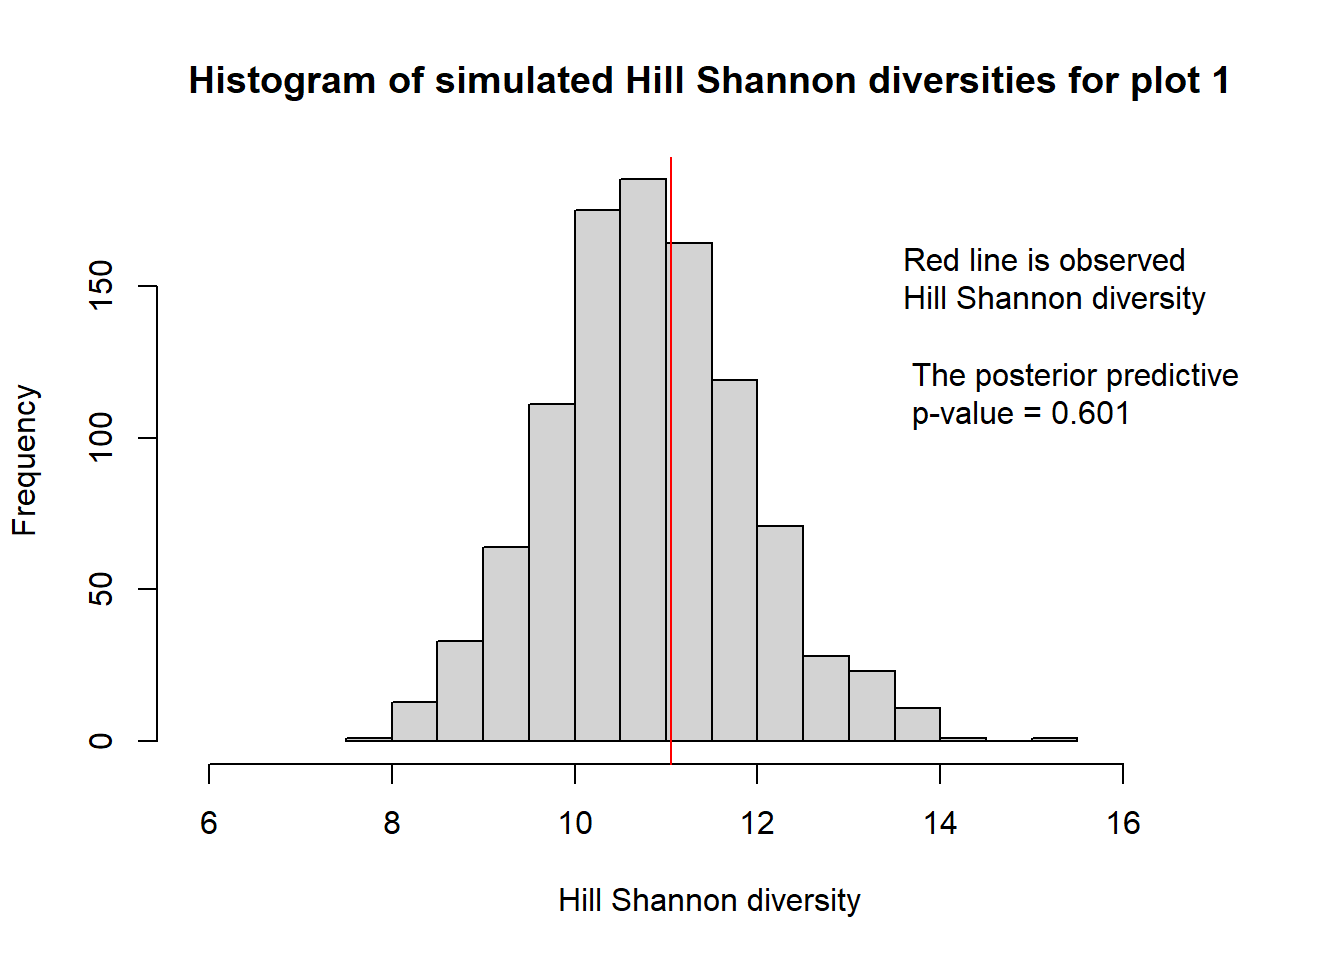 Histogram of simulated Hill Shannon diversities for plot 1
Red line is observed
Hill Shannon diversity
The posterior predictive
p-value = 0.601
Frequency
150
100
50
0
6 8 10 12 14 16
Hill Shannon diversity